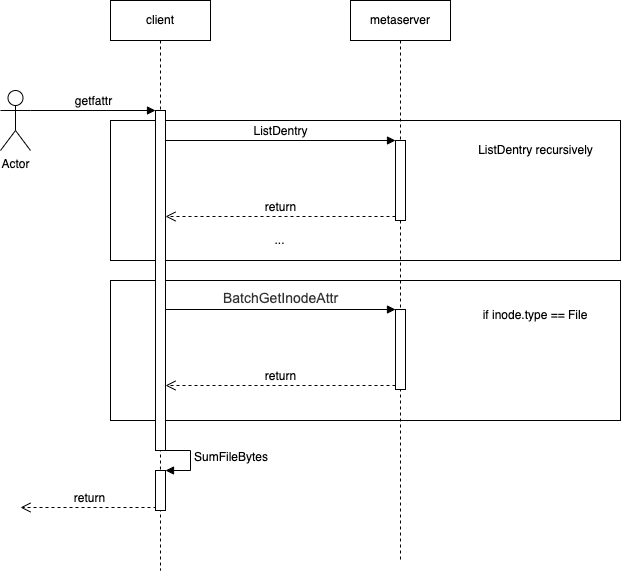 client
metaserver
getfattr
Actor
ListDentry
ListDentry recursively
return
...
BatchGetInodeAttr
if inode.type == File
return
SumFileBytes
return